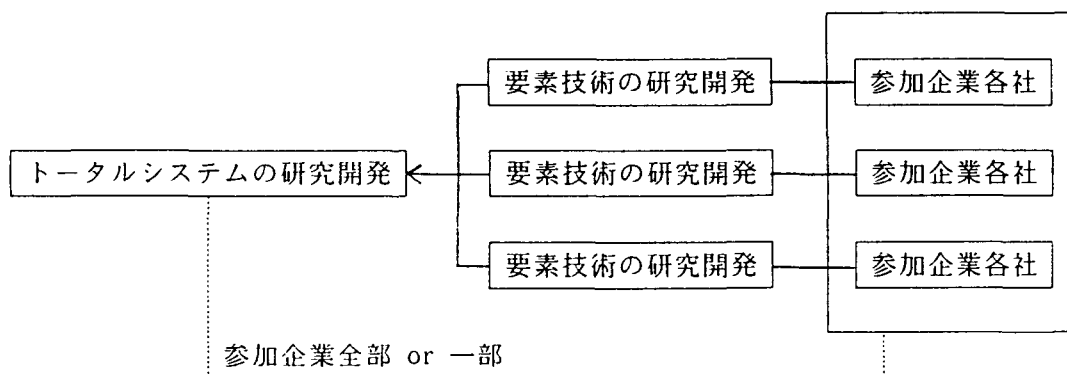 要素技術の研究開発
参加企業各社
トータルシステムの研究開発
要素技術の研究開発
参加企業各社
要素技術の研究開発
参加企業各社
参加企業全部 or 一部